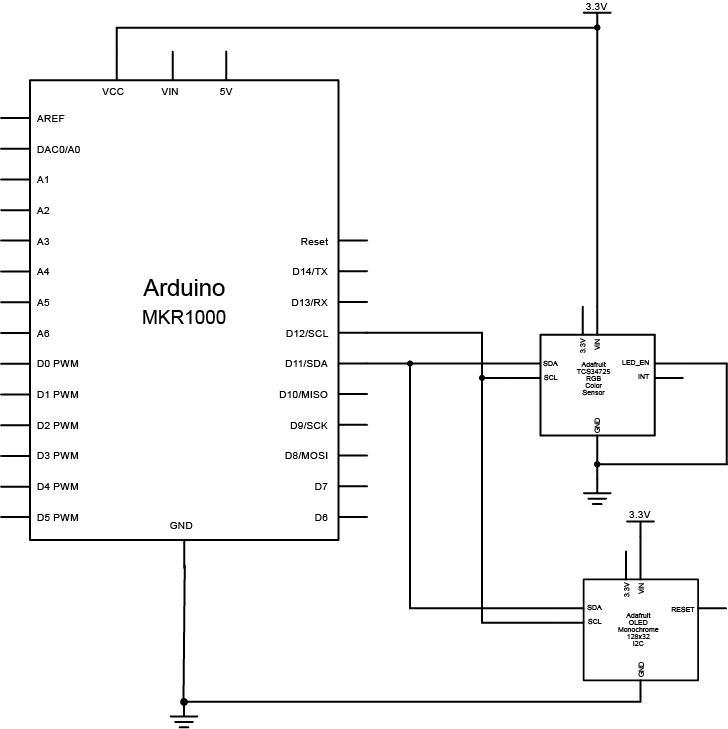 3.3V
VCC
VIN
5V
AREF
DAC0/A0
A1
A2
A3
A4
A5
A6
D0 PWM
D1 PWM
D2 PWM
D3 PWM
D4 PWM
D5 PWM
Arduino
MKR1000
Reset
D14/TX
D13/RX
D12/SCL
D11/SDA
D10/MISO
D9/SCK
D8/MOSI
D7
D6
GND
3.3V
VIN
SDA
SCL
Adafruit
TCS34725
RGB
Color
Sensor
LED_EN
INT
GND
3.3V
3.3V
VIN
SDA
SCL
Adafruit
OLED
Monochrome
128x32
I2C
RESET
GND